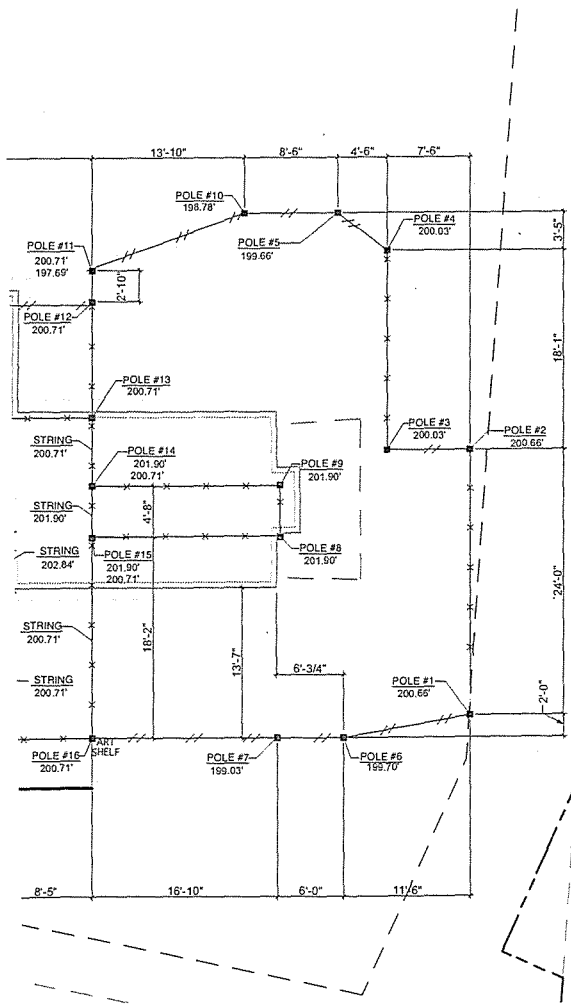 13'-10"
8'-6"
4'-6"
7'-6"
POLE #10
198.78'
POLE #5
199.66'
POLE #4
200.03'
3'-5"
POLE #11
200.71'
197.69'
2'-10"
POLE #12
200.71'
18'-1"
POLE #13
200.71'
STRING
200.71'
POLE #14
201.90'
200.71'
POLE #9
201.90'
POLE #3
200.03'
POLE #2
200.66'
STRING
201.90'
4'-8"
STRING
202.84'
POLE #15
201.90'
200.71'
POLE #8
201.90'
24'-0"
STRING
200.71'
18'-2"
13'-7"
6'-3/4"
STRING
200.71'
POLE #1
200.66'
2'-0"
POLE #16
200.71'
ART
SHELF
POLE #7
199.03'
POLE #6
199.70'
8'-5"
16'-10"
6'-0"
11'-6"